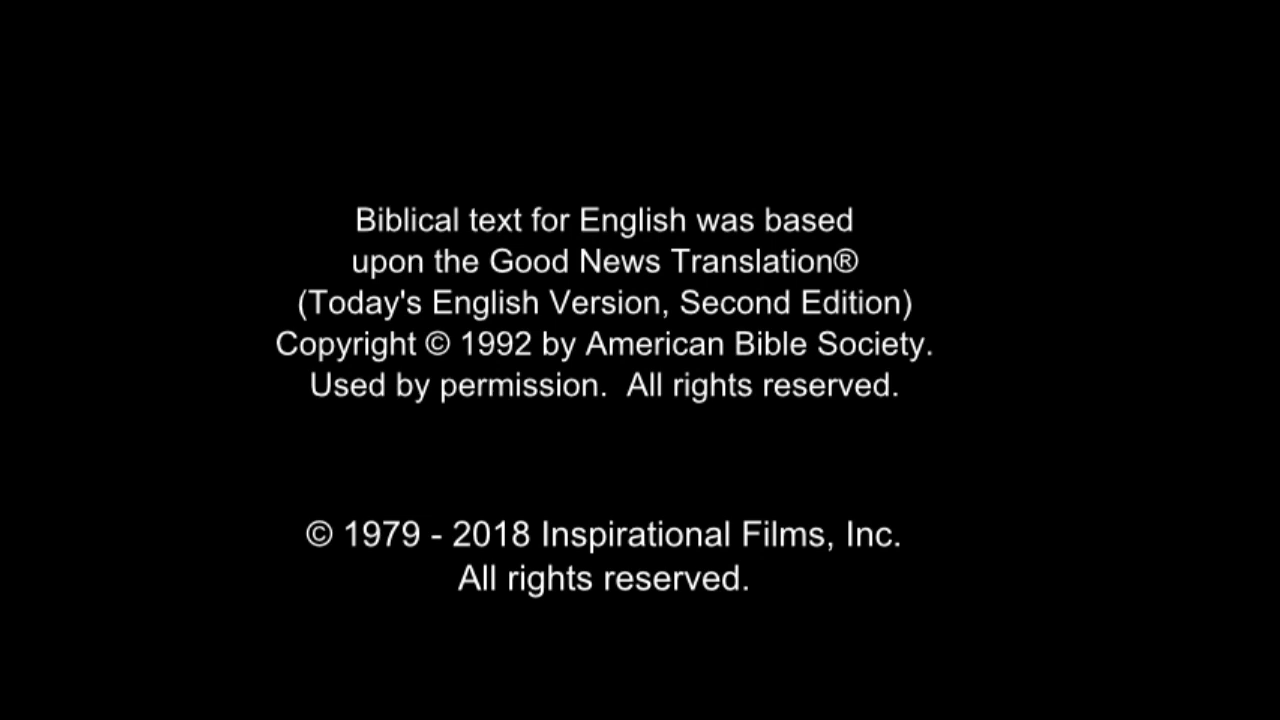 Biblical text for English was based
upon the Good News Translation®
(Today's English Version, Second Edition)
Copyright © 1992 by American Bible Society.
Used by permission.  All rights reserved.
© 1979 - 2018 Inspirational Films, Inc.
All rights reserved.